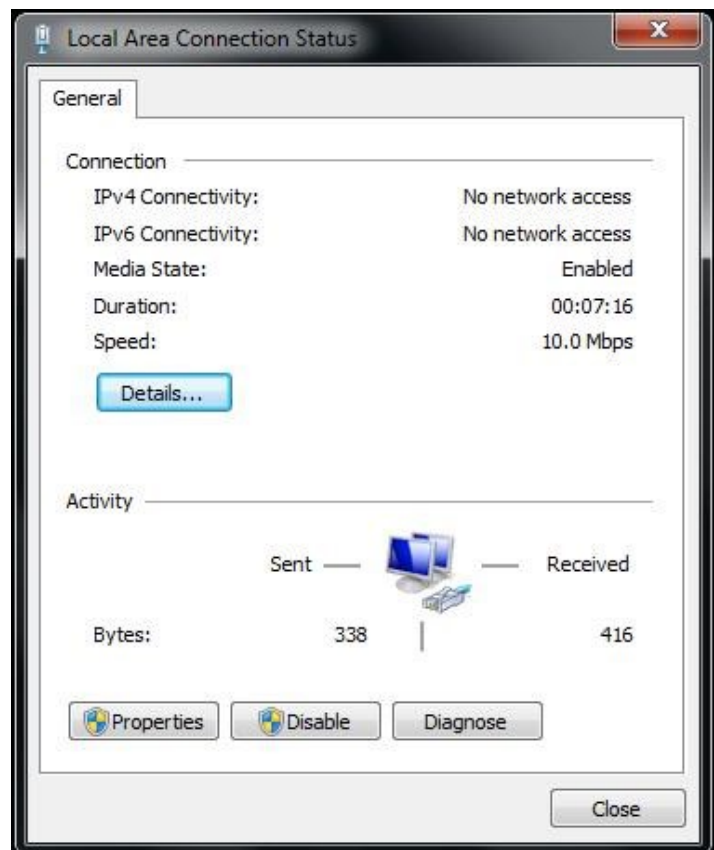 Local Area Connection Status
General
Connection
IPv4 Connectivity: No network access
IPv6 Connectivity: No network access
Media State: Enabled
Duration: 00:07:16
Speed: 10.0 Mbps
Details...
Activity
Sent Received
Bytes: 338 416
Properties Disable Diagnose
Close